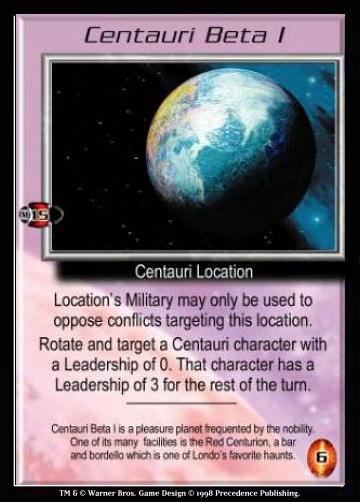 Centauri Beta I
M 15
Centauri Location
Location's Military may only be used to
oppose conflicts targeting this location.
Rotate and target a Centauri character with
a Leadership of 0. That character has a
Leadership of 3 for the rest of the turn.
Centauri Beta I is a pleasure planet frequented by the nobility.
One of its many facilities is the Red Centurion, a bar
and bordello which is one of Londo's favorite haunts.
6
TM & © Warner Bros. Game Design © 1998 Precedence Publishing.